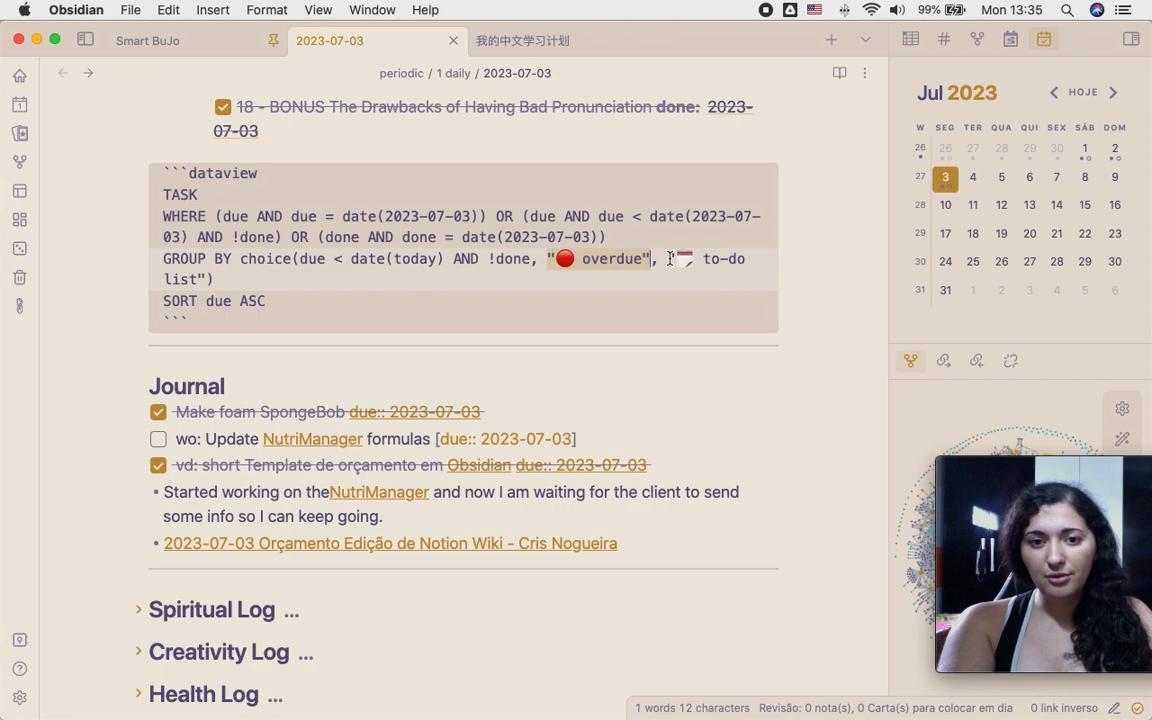 Obsidian File Edit Insert Format View Window Help 99% Mon 13:35
Smart BuJo 2023-07-03 我的中文学习计划
periodic / 1 daily / 2023-07-03
18 - BONUS The Drawbacks of Having Bad Pronunciation done: 2023-
07-03
```dataview
TASK
WHERE (due AND due = date(2023-07-03)) OR (due AND due < date(2023-07-
03) AND !done) OR (done AND done = date(2023-07-03))
GROUP BY choice(due < date(today) AND !done, "🔴 overdue", "🗓 to-do
list")
SORT due ASC
```
Journal
Make foam SpongeBob due:: 2023-07-03
wo: Update NutriManager formulas [due:: 2023-07-03]
vd: short Template de orçamento em Obsidian due:: 2023-07-03
• Started working on theNutriManager and now I am waiting for the client to send
some info so I can keep going.
• 2023-07-03 Orçamento Edição de Notion Wiki - Cris Nogueira
Spiritual Log ...
Creativity Log ...
Health Log ...
Jul 2023 HOJE
W SEG TER QUA QUI SEX SÁB DOM
26 26 27 28 29 30 1 2
27 3 4 5 6 7 8 9
28 10 11 12 13 14 15 16
29 17 18 19 20 21 22 23
30 24 25 26 27 28 29 30
31 31 1 2 3 4 5 6
1 words 12 characters Revisão: 0 nota(s), 0 Carta(s) para colocar em dia 0 link inverso